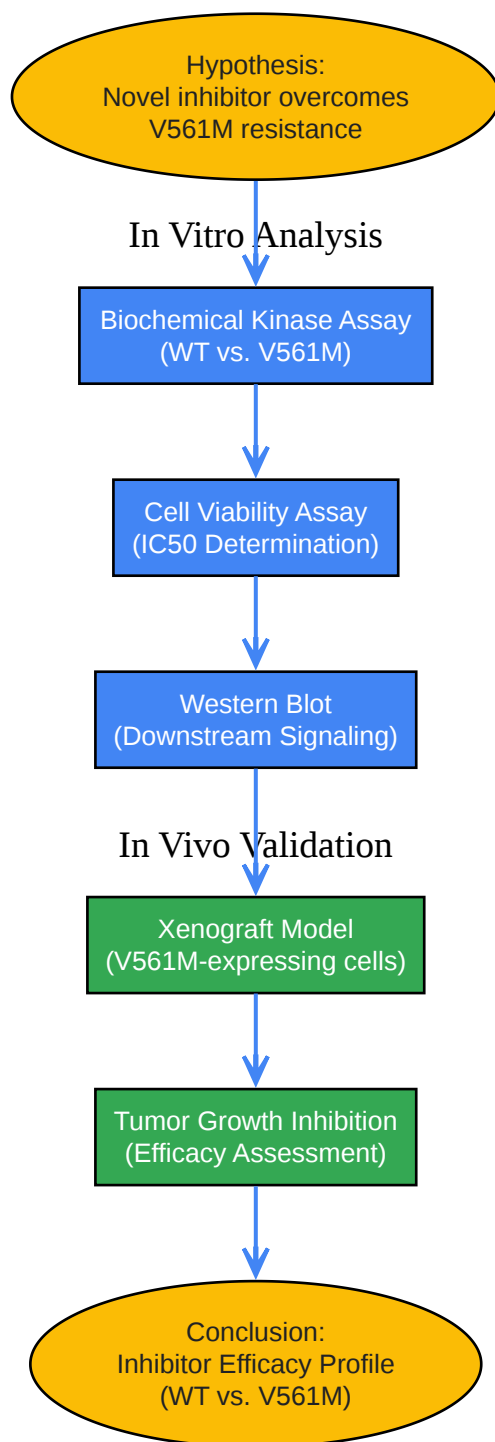 Hypothesis:
Novel inhibitor overcomes
V561M resistance
In Vitro Analysis
Biochemical Kinase Assay
(WT vs. V561M)
Cell Viability Assay
(IC50 Determination)
Western Blot
(Downstream Signaling)
In Vivo Validation
Xenograft Model
(V561M-expressing cells)
Tumor Growth Inhibition
(Efficacy Assessment)
Conclusion:
Inhibitor Efficacy Profile
(WT vs. V561M)